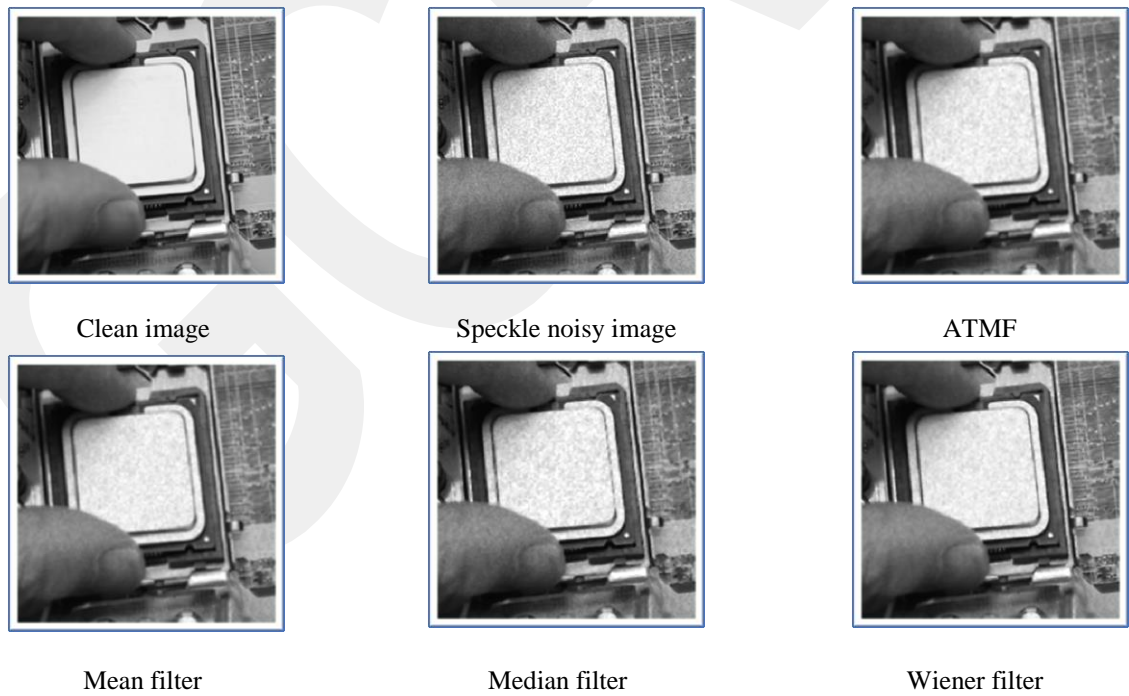 Clean image
Speckle noisy image
ATMF
Mean filter
Median filter
Wiener filter